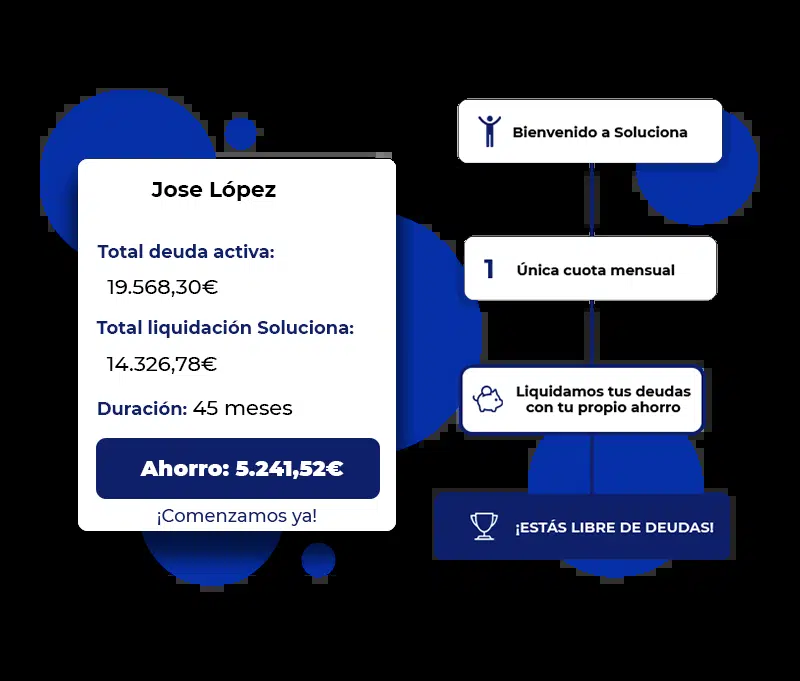 Jose López
Total deuda activa:
19.568,30€
Total liquidación Soluciona:
14.326,78€
Duración: 45 meses
Ahorro: 5.241,52€
¡Comenzamos ya!
Bienvenido a Soluciona
1 Única cuota mensual
Liquidamos tus deudas
con tu propio ahorro
¡ESTÁS LIBRE DE DEUDAS!